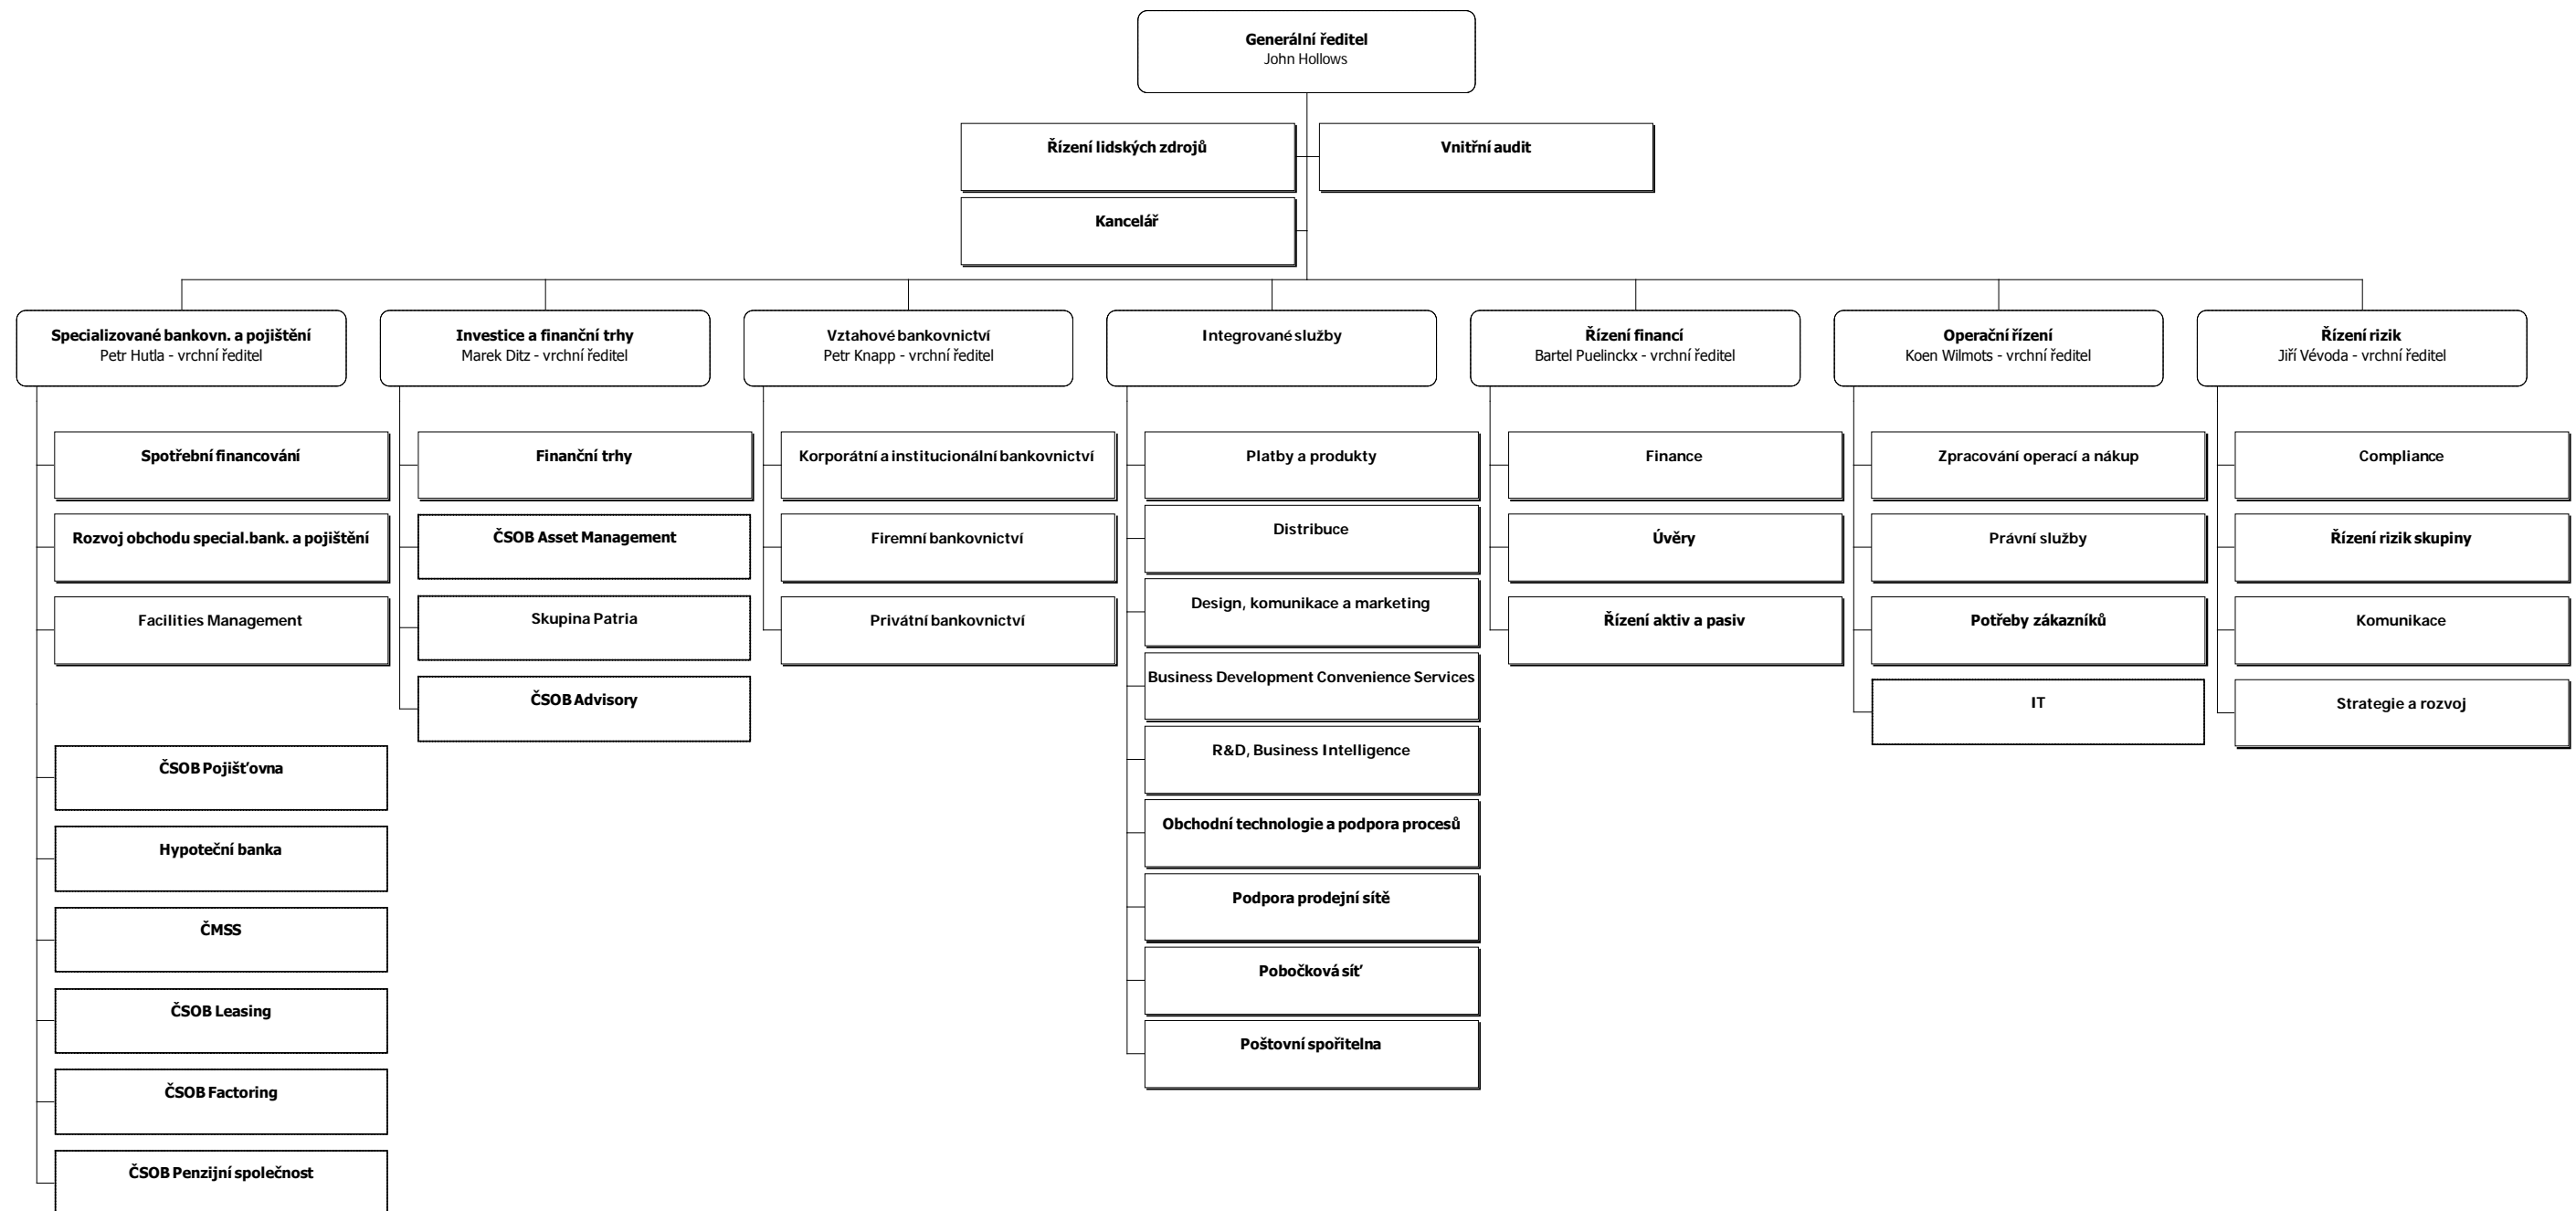 Generální ředitel
John Hollows
Řízení lidských zdrojů
Vnitřní audit
Kancelář
Specializované bankovn. a pojištění
Petr Hutla - vrchní ředitel
Investice a finanční trhy
Marek Ditz - vrchní ředitel
Vztahové bankovnictví
Petr Knapp - vrchní ředitel
Integrované služby
Řízení financí
Bartel Puelinckx - vrchní ředitel
Operační řízení
Koen Wilmots - vrchní ředitel
Řízení rizik
Jiří Vévoda - vrchní ředitel
Spotřební financování
Rozvoj obchodu special.bank. a pojištění
Facilities Management
ČSOB Pojišťovna
Hypoteční banka
ČMSS
ČSOB Leasing
ČSOB Factoring
ČSOB Penzijní společnost
Finanční trhy
ČSOB Asset Management
Skupina Patria
ČSOB Advisory
Korporátní a institucionální bankovnictví
Firemní bankovnictví
Privátní bankovnictví
Platby a produkty
Distribuce
Design, komunikace a marketing
Business Development Convenience Services
R&D, Business Intelligence
Obchodní technologie a podpora procesů
Podpora prodejní sítě
Pobočková síť
Poštovní spořitelna
Finance
Úvěry
Řízení aktiv a pasiv
Zpracování operací a nákup
Právní služby
Potřeby zákazníků
IT
Compliance
Řízení rizik skupiny
Komunikace
Strategie a rozvoj